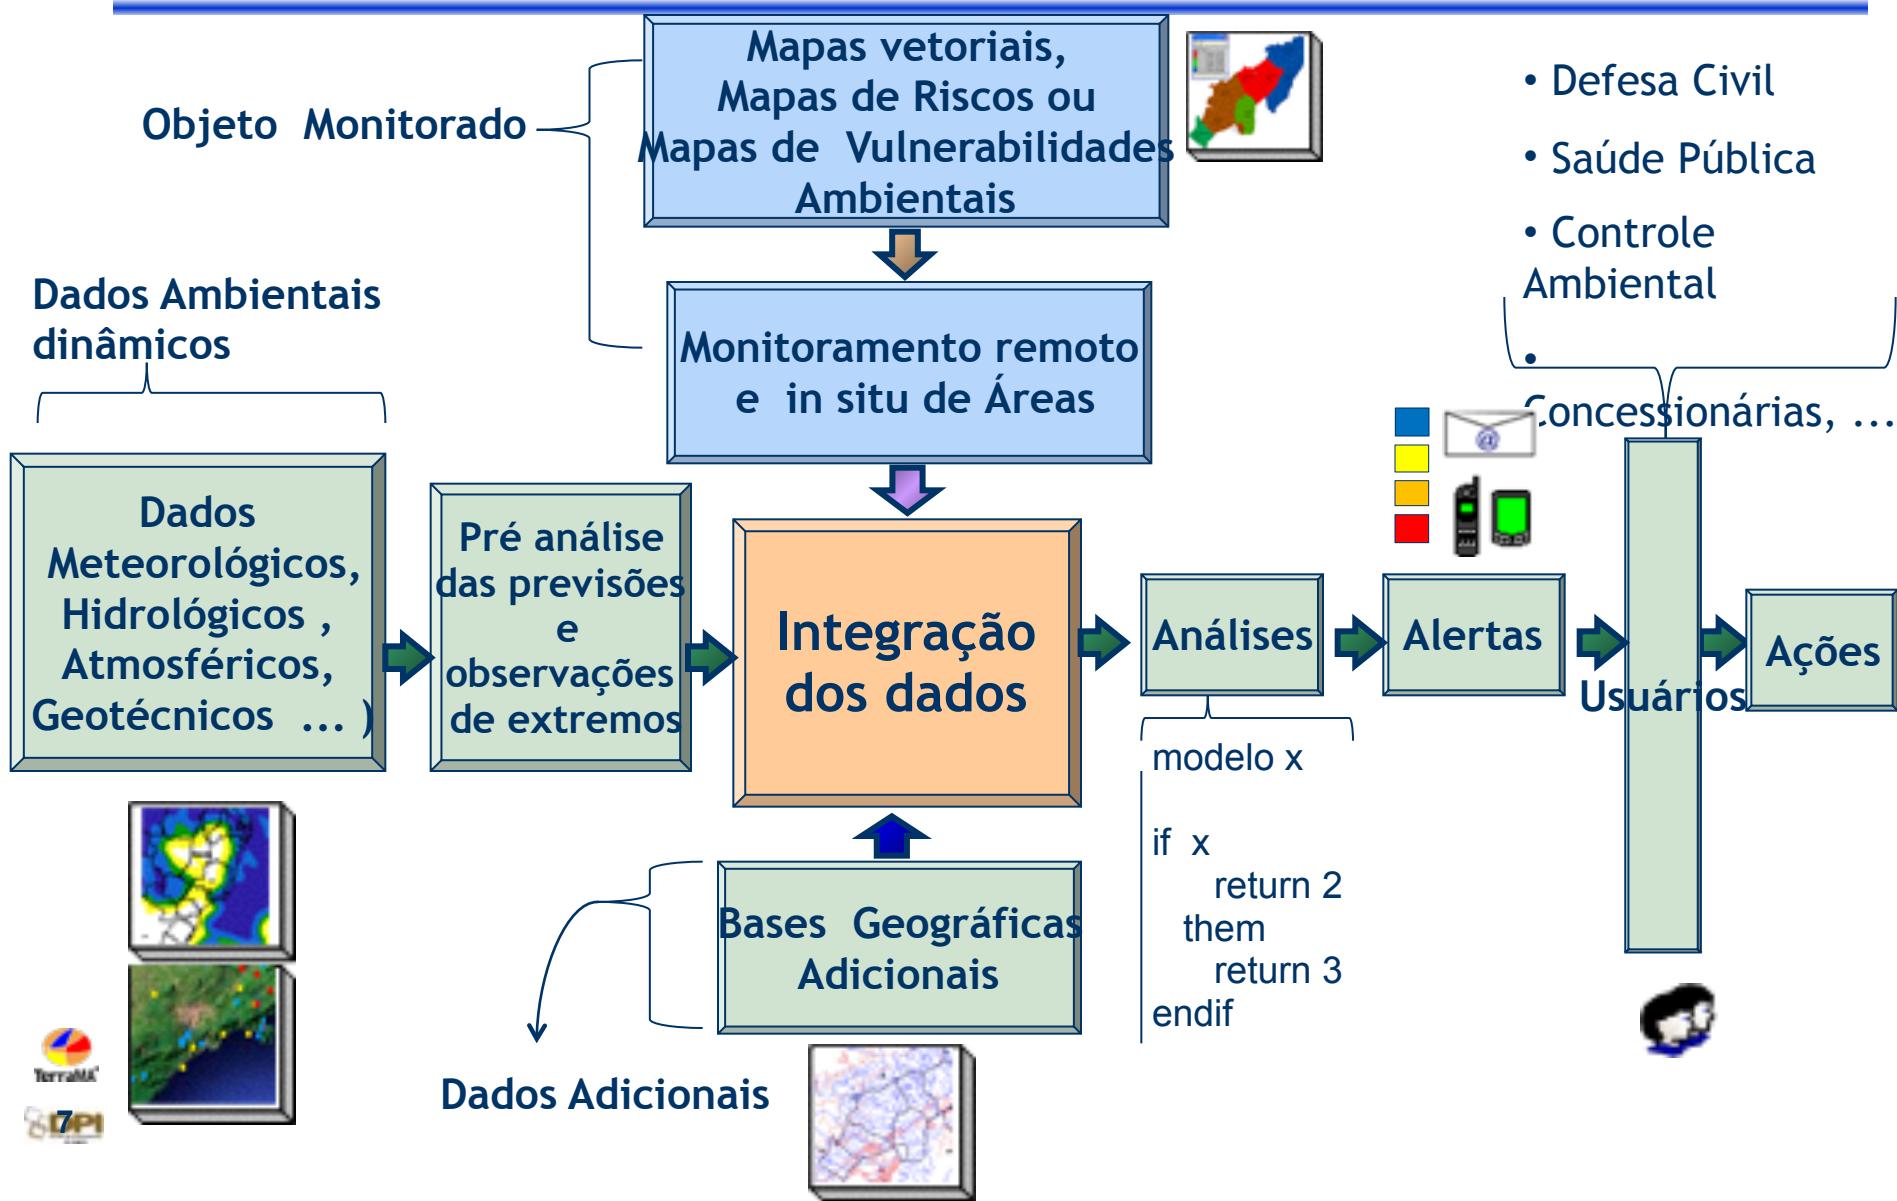 Mapas vetoriais,
Mapas de Riscos ou
Mapas de Vulnerabilidades
Ambientais
Objeto Monitorado
• Defesa Civil
• Saúde Pública
• Controle
Ambiental
•
Concessionárias, ...
Dados Ambientais
dinâmicos
Monitoramento remoto
e in situ de Áreas
@
Dados
Meteorológicos,
Hidrológicos ,
Atmosféricos,
Geotécnicos ... )
Pré análise
das previsões
e
observações
de extremos
Integração
dos dados
Análises
Alertas
Usuários
Ações
modelo x
if x
return 2
them
return 3
endif
Bases Geográficas
Adicionais
Dados Adicionais
TerraMA²
DPI
7